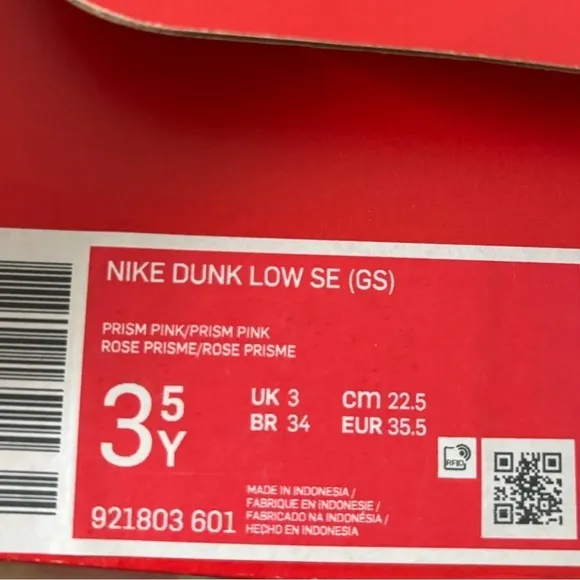 NIKE DUNK LOW SE (GS)
PRISM PINK/PRISM PINK
ROSE PRISME/ROSE PRISME
3 5 Y
UK 3 cm 22.5
BR 34 EUR 35.5
RFID
MADE IN INDONESIA /
FABRIQUE EN INDONESIE /
FABRICADO NA INDONÉSIA /
HECHO EN INDONESIA
921803 601